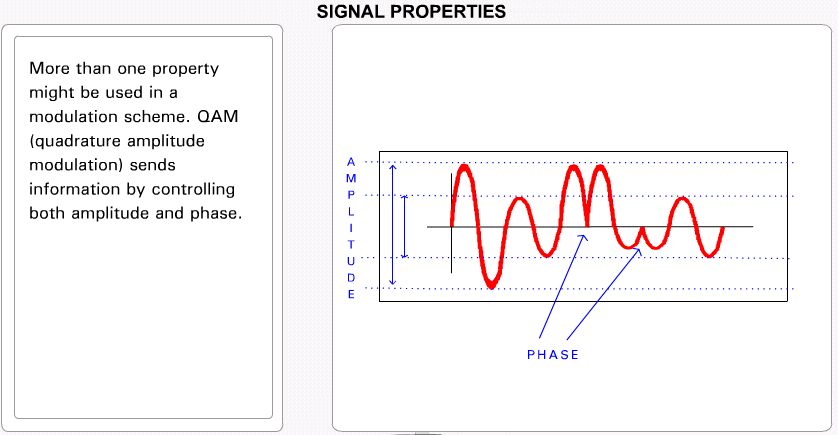 SIGNAL PROPERTIES
More than one property
might be used in a
modulation scheme. QAM
(quadrature amplitude
modulation) sends
information by controlling
both amplitude and phase.
AMPLITUDE
PHASE